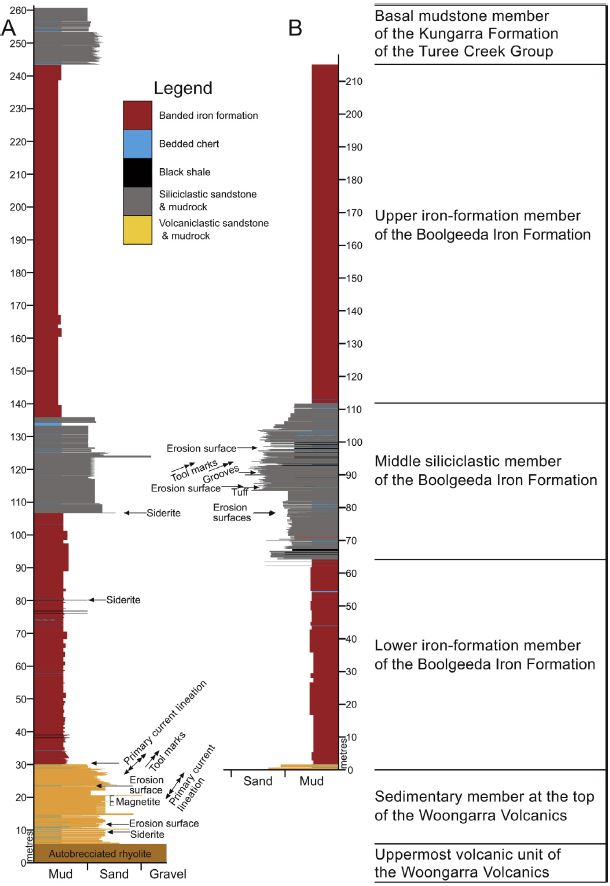 A
B
260
250
240
230
220
210
200
260
190
180
170
160
150
140
130
120
110
100
90
80
70
60
50
40
30
20
10
0
metres
Mud Sand Gravel
Legend
Banded iron formation
Bedded chert
Black shale
Siliciclastic sandstone
& mudrock
Volcaniclastic sandstone
& mudrock
Siderite
Siderite
Primary current lineation
Tool marks
Erosion
surface
Magnetite
Primary current
lineation
Erosion surface
Siderite
Autobrecciated rhyolite
210
200
190
180
170
160
150
140
130
120
110
100
90
80
70
60
50
40
30
20
10
0
metres
Sand Mud
Erosion surface
Tool marks
Grooves
Erosion surface
Tuff
Erosion
surfaces
Basal mudstone member
of the Kungarra Formation
of the Turee Creek Group
Upper iron-formation member
of the Boolgeeda Iron Formation
Middle siliciclastic member
of the Boolgeeda Iron Formation
Lower iron-formation member
of the Boolgeeda Iron Formation
Sedimentary member at the top
of the Woongarra Volcanics
Uppermost volcanic unit of
the Woongarra Volcanics